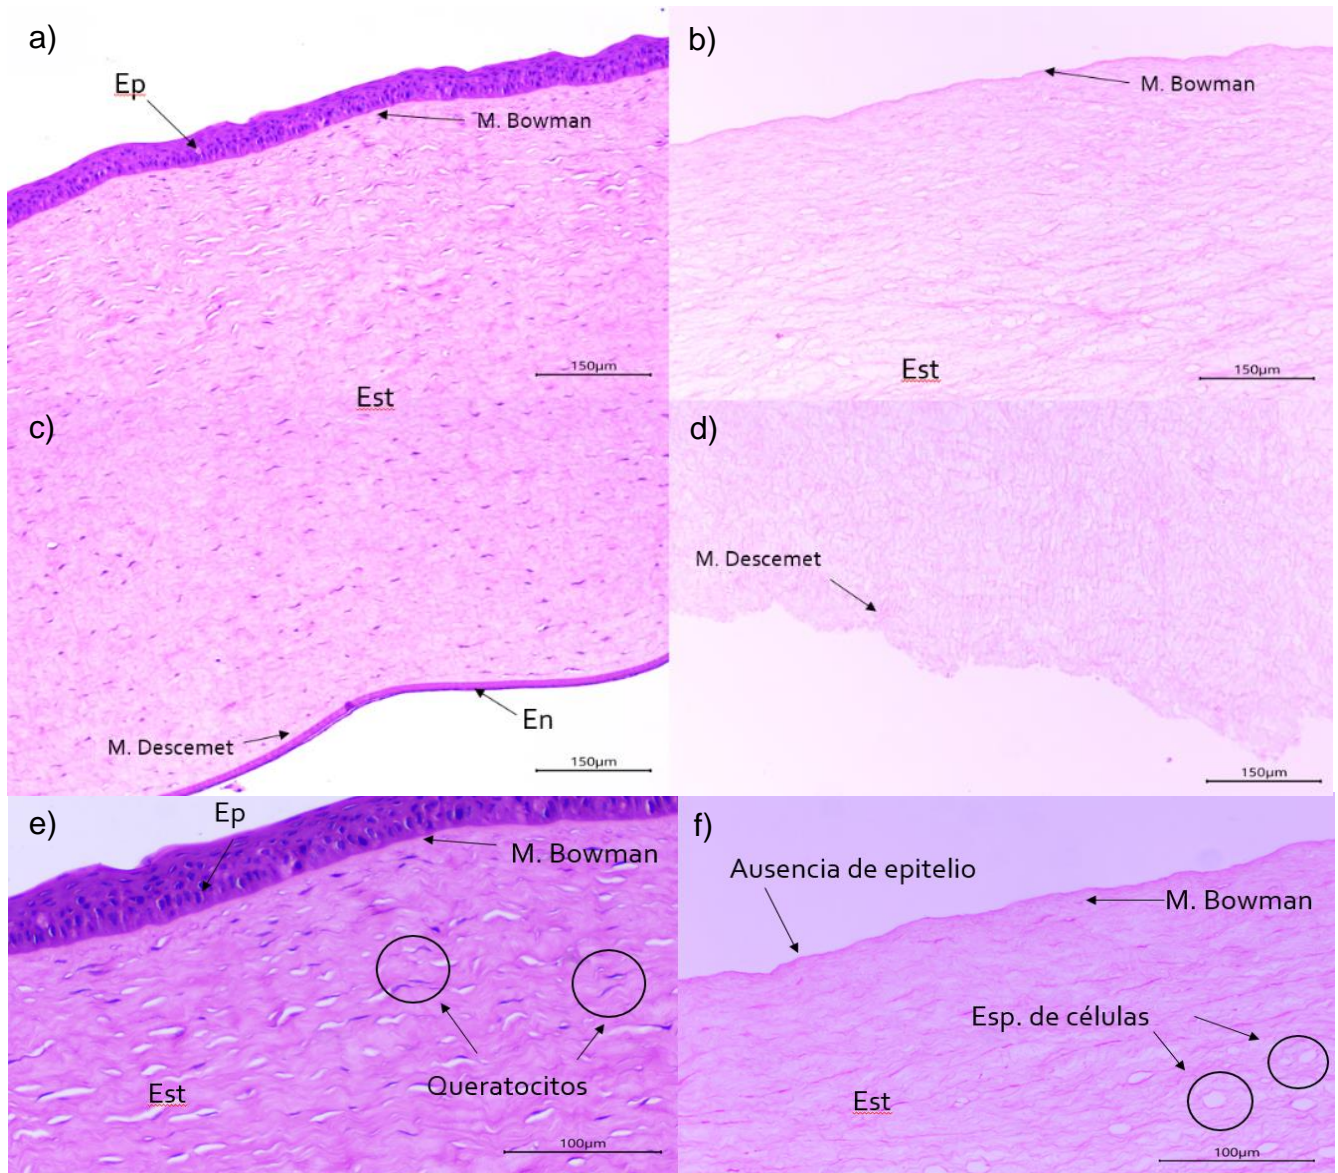 a)
Ep
M. Bowman
150µm
Est
b)
M. Bowman
Est
150µm
c)
M. Descemet
En
150µm
d)
M. Descemet
150µm
e)
Ep
M. Bowman
Queratocitos
Est
100µm
f)
Ausencia de epitelio
M. Bowman
Esp. de células
Est
100µm